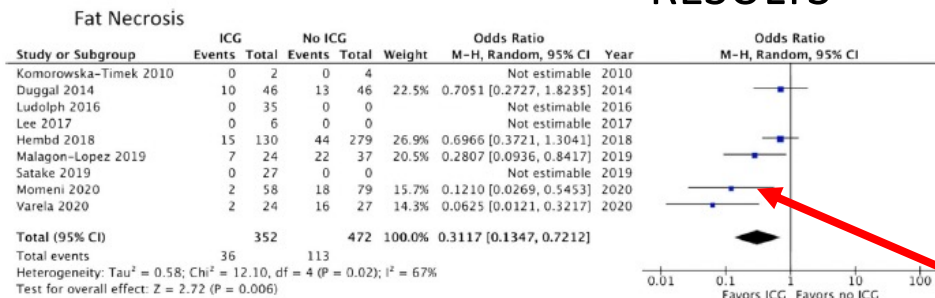 RESULTS
Fat Necrosis
ICG No ICG Odds Ratio Odds Ratio
Study or Subgroup Events Total Events Total Weight M-H, Random, 95% CI Year M-H, Random, 95% CI
Komorowska-Timek 2010 0 2 0 4 Not estimable 2010
Duggal 2014 10 46 13 46 22.5% 0.7051 [0.2727, 1.8235] 2014
Ludolph 2016 0 35 0 0 Not estimable 2016
Lee 2017 0 6 0 0 Not estimable 2017
Hembd 2018 15 130 44 279 26.9% 0.6966 [0.3721, 1.3041] 2018
Malagon-Lopez 2019 7 24 22 37 20.5% 0.2807 [0.0936, 0.8417] 2019
Satake 2019 0 27 0 0 Not estimable 2019
Momeni 2020 2 58 18 79 15.7% 0.1210 [0.0269, 0.5453] 2020
Varela 2020 2 24 16 27 14.3% 0.0625 [0.0121, 0.3217] 2020
Total (95% CI) 352 472 100.0% 0.3117 [0.1347, 0.7212]
Total events 36 113
Heterogeneity: Tau² = 0.58; Chi² = 12.10, df = 4 (P = 0.02); I² = 67%
Test for overall effect: Z = 2.72 (P = 0.006)
0.01 0.1 1 10 100
Favors ICG Favors no ICG